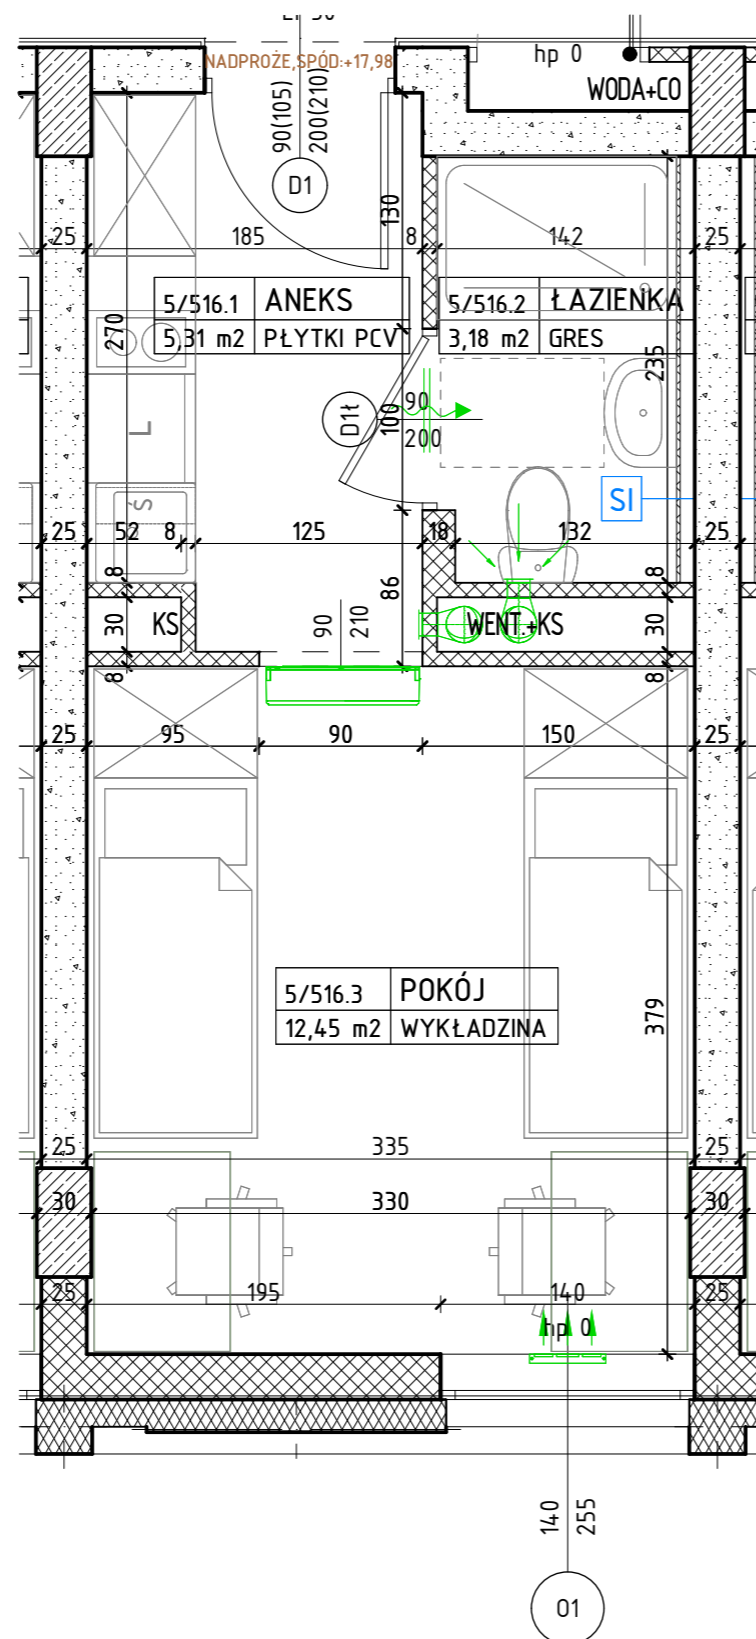 EI 30
NADPROŻE,SPÓD:+17,98
90(105)
200(210)
D1
hp 0
WODA+CO
130
25
185
8
142
25
5/516.1
ANEKS
5,31 m2
PŁYTKI PCV
5/516.2
ŁAZIENKA
3,18 m2
GRES
270
235
D1Ł
100
90
200
L
Ś
SI
25
52
8
125
18
132
25
8
86
8
30
KS
90
210
WENT.+KS
30
8
8
25
95
90
150
25
5/516.3
POKÓJ
12,45 m2
WYKŁADZINA
379
25
335
25
30
330
30
25
195
140
25
hp 0
140
255
O1